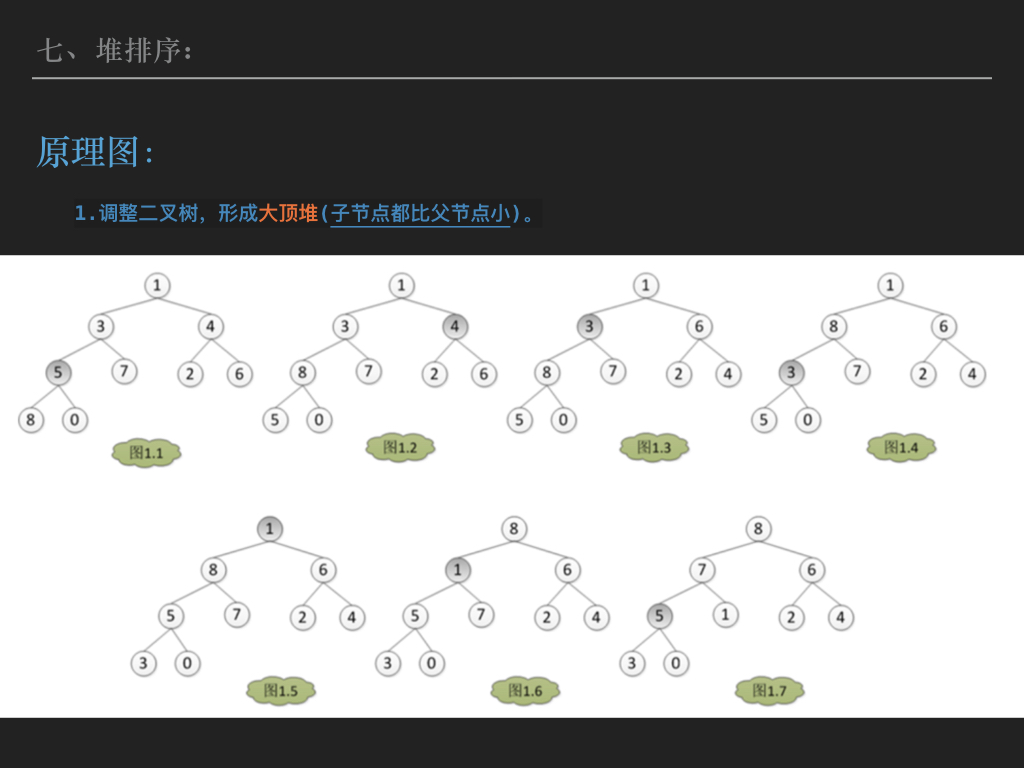 七、堆排序：
原理图：
1.调整二叉树，形成大顶堆(子节点都比父节点小)。
1 1 1 1
3 4 3 4 3 6 8 6
5 7 2 6 8 7 2 6 8 7 2 4 3 7 2 4
8 0 5 0 5 0 5 0
图1.1 图1.2 图1.3 图1.4
1 8 8
8 6 1 6 7 6
5 7 2 4 5 7 2 4 5 1 2 4
3 0 3 0 3 0
图1.5 图1.6 图1.7